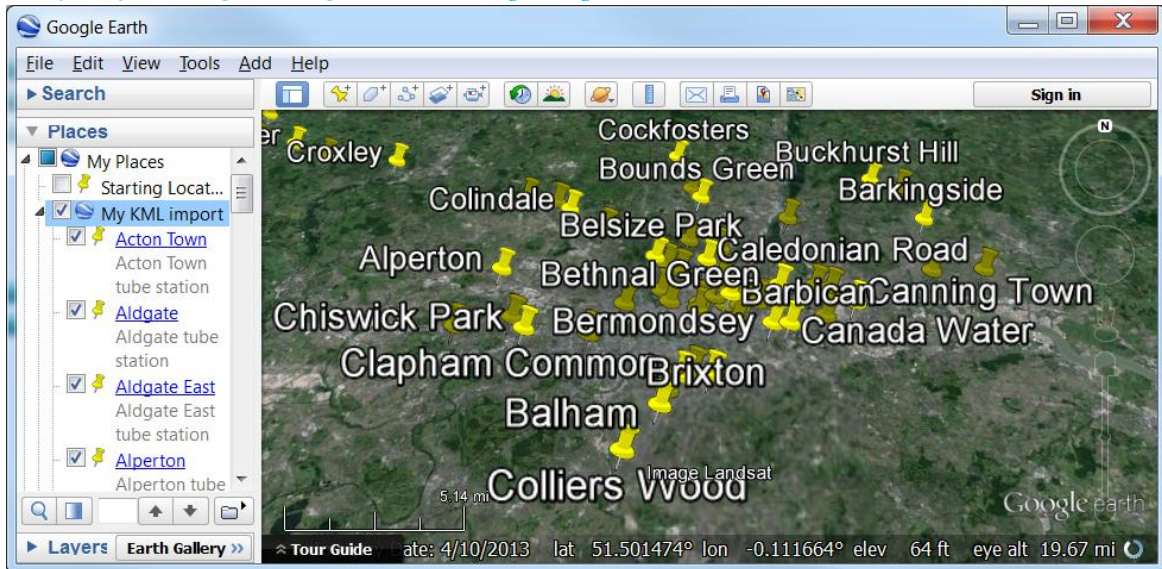 Google Earth
File Edit View Tools Add Help
Search
Sign in
Places
My Places
Starting Locat...
My KML import
Acton Town
Acton Town
tube station
Aldgate
Aldgate tube
station
Aldgate East
Aldgate East
tube station
Alperton
Alperton tube
Layers Earth Gallery »
N
er
Croxley
Cockfosters
Bounds Green
Buckhurst Hill
Colindale
Barkingside
Belsize Park
Alperton
Caledonian Road
Bethnal Green
Barbican
Canning Town
Chiswick Park
Bermondsey
Canada Water
Clapham Common
Brixton
Balham
Colliers Wood
Image Landsat
5.14 mi
Google earth
Tour Guide
ate: 4/10/2013 lat 51.501474° lon -0.111664° elev 64 ft eye alt 19.67 mi